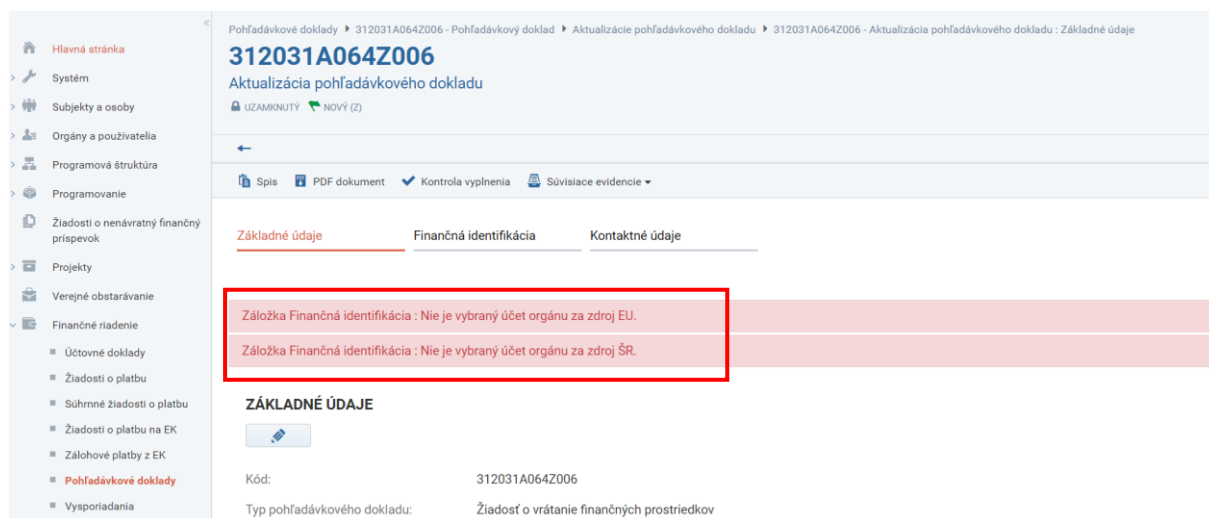 Pohľadávkové doklady 312031A064Z006 - Pohľadávkový doklad Aktualizácie pohľadávkového dokladu 312031A064Z006 - Aktualizácia pohľadávkového dokladu : Základné údaje
312031A064Z006
Aktualizácia pohľadávkového dokladu
UZAMKNUTÝ NOVÝ (Z)
Hlavná stránka
Systém
Subjekty a osoby
Orgány a používatelia
Programová štruktúra
Programovanie
Žiadosti o nenávratný finančný
príspevok
Projekty
Verejné obstarávanie
Finančné riadenie
Účtovné doklady
Žiadosti o platbu
Súhrnné žiadosti o platbu
Žiadosti o platbu na EK
Zálohové platby z EK
Pohľadávkové doklady
Vysporiadania
Spis PDF dokument Kontrola vyplnenia Súvisiace evidencie
Základné údaje Finančná identifikácia Kontaktné údaje
Záložka Finančná identifikácia : Nie je vybraný účet orgánu za zdroj EU.
Záložka Finančná identifikácia : Nie je vybraný účet orgánu za zdroj ŠR.
ZÁKLADNÉ ÚDAJE
Kód: 312031A064Z006
Typ pohľadávkového dokladu: Žiadosť o vrátanie finančných prostriedkov